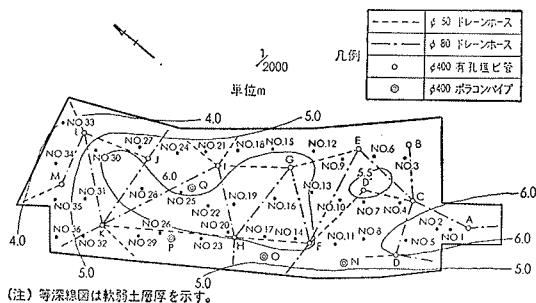 1/2000
単位m
凡例
φ50 ドレーンホース
φ80 ドレーンホース
φ400 有孔塩ビ管
φ400 ポラコンパイプ
4.0
5.0
5.0
NO.33
L
NO.27
NO.24
NO.21
NO.18
NO.15
NO.12
E
NO.6
B
NO.34
NO.30
J
I
G
NO.9
NO.3
M
6.0
Q
5.5
D
6.0
NO.31
NO.28
NO.25
NO.19
NO.13
NO.10
NO.7
NO.4
C
NO.35
NO.22
NO.16
NO.2
A
NO.36
K
NO.26
NO.20
NO.17
NO.14
F
NO.11
NO.8
NO.5
NO.1
4.0
NO.32
NO.29
P
NO.23
H
O
N
D
6.0
5.0
5.0
5.0
(注) 等深線図は軟弱土層厚を示す。